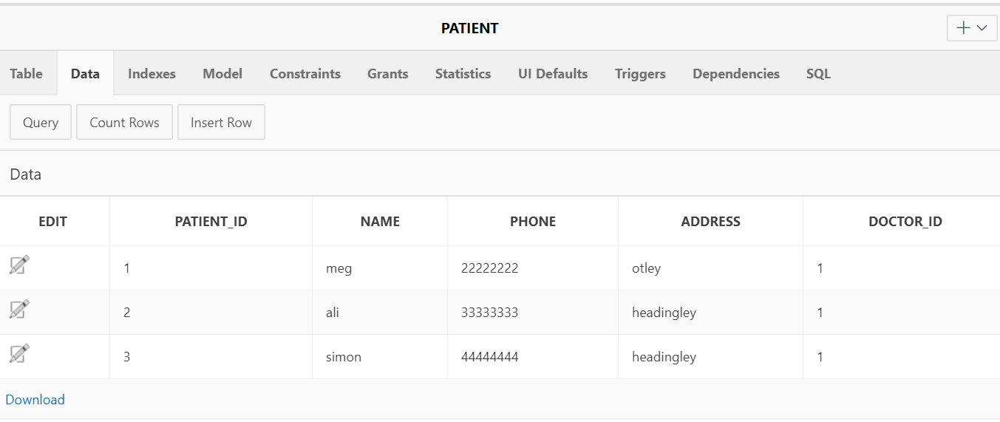 PATIENT
Table Data Indexes Model Constraints Grants Statistics UI Defaults Triggers Dependencies SQL
Query Count Rows Insert Row
Data
EDIT PATIENT_ID NAME PHONE ADDRESS DOCTOR_ID
1 meg 22222222 otley 1
2 ali 33333333 headingley 1
3 simon 44444444 headingley 1
Download